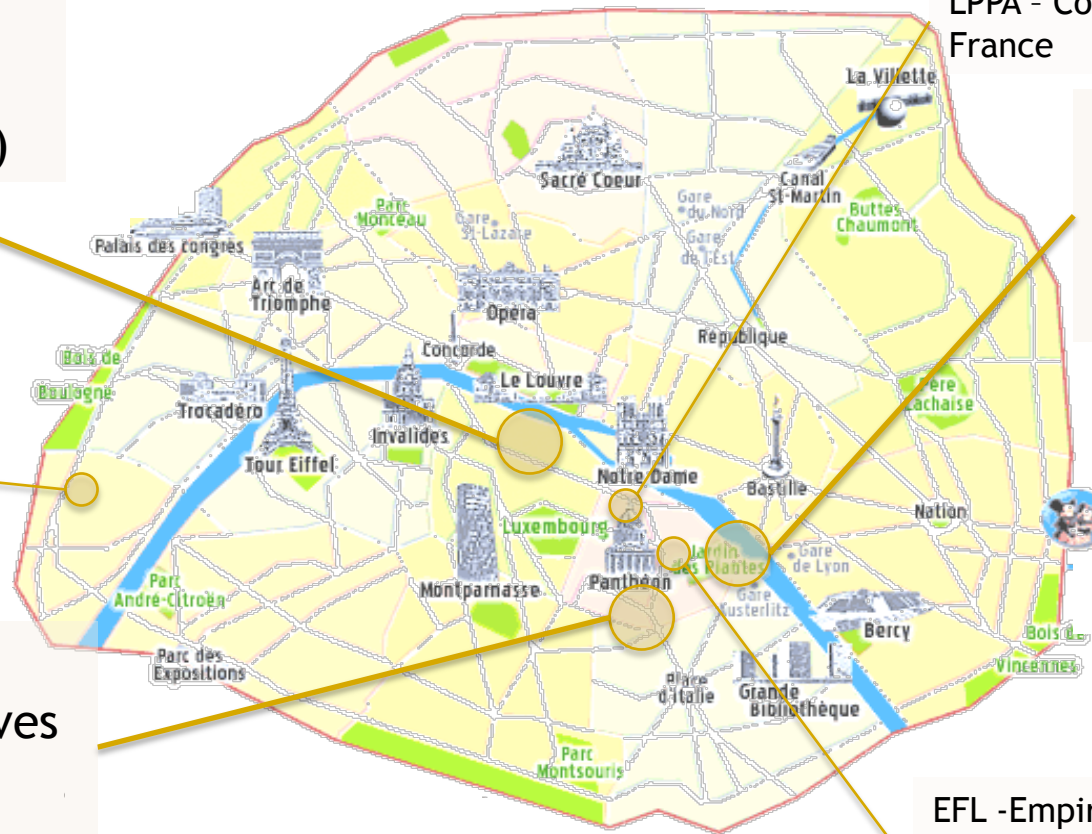 LPPA - Co
France
)
La Villette
Sacré Coeur
Canal
St-Martin
Gare
du Nord
Parc
Monceau
Gare
St-Lazare
Buttes
Chaumont
Palais des congrès
Gare
de l'Est
Arc de
Triomphe
Opéra
République
Concorde
Bois de
Boulogne
Le Louvre
Père
Lachaise
Trocadéro
Invalides
Tour Eiffel
Notre Dame
Bastille
Nation
Luxembourg
Jardin
des Plantes
Gare
de Lyon
Montparnasse
Panthéon
Parc
André-Citroën
Gare
Austerlitz
Bercy
Bois de
Vincennes
Parc des
Expositions
Place
d'Italie
Grande
Bibliothèque
ves
Parc
Montsouris
EFL -Empir